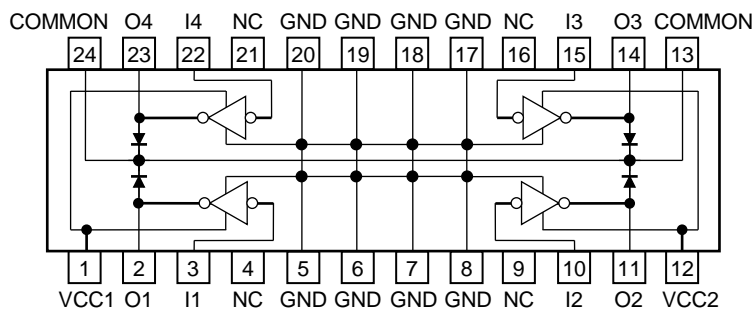 COMMON O4 I4 NC GND GND GND GND NC I3 O3 COMMON
24 23 22 21 20 19 18 17 16 15 14 13
1 2 3 4 5 6 7 8 9 10 11 12
VCC1 O1 I1 NC GND GND GND GND NC I2 O2 VCC2